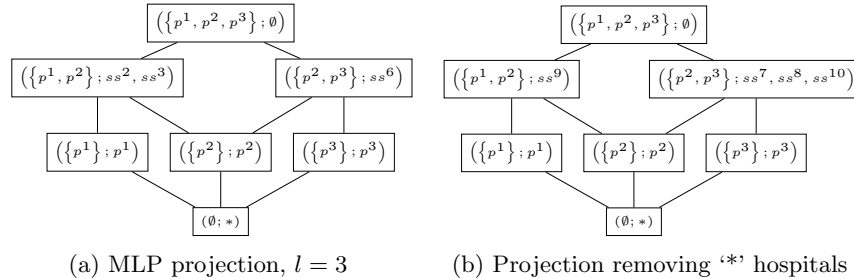 ({p¹, p², p³}; ∅) ({p¹, p², p³}; ∅)
({p¹, p²}; ss², ss³) ({p², p³}; ss⁶) ({p¹, p²}; ss⁹) ({p², p³}; ss⁷, ss⁸, ss¹⁰)
({p¹}; p¹) ({p²}; p²) ({p³}; p³) ({p¹}; p¹) ({p²}; p²) ({p³}; p³)
(∅; *) (∅; *)
(a) MLP projection, l = 3 (b) Projection removing ‘*’ hospitals